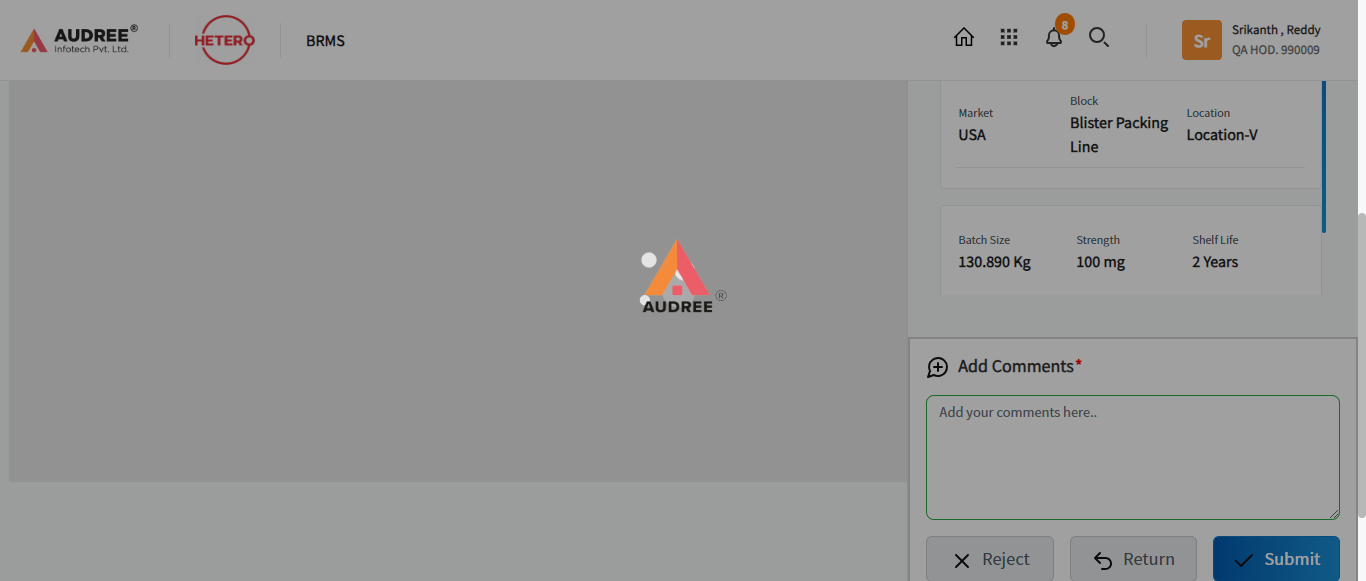 AUDREE®
Infotech Pvt. Ltd.
HETERO
BRMS
8
Sr
Srikanth , Reddy
QA HOD. 990009
Market
USA
Block
Blister Packing
Line
Location
Location-V
Batch Size
130.890 Kg
Strength
100 mg
Shelf Life
2 Years
AUDREE®
Add Comments*
Add your comments here..
Reject
Return
Submit